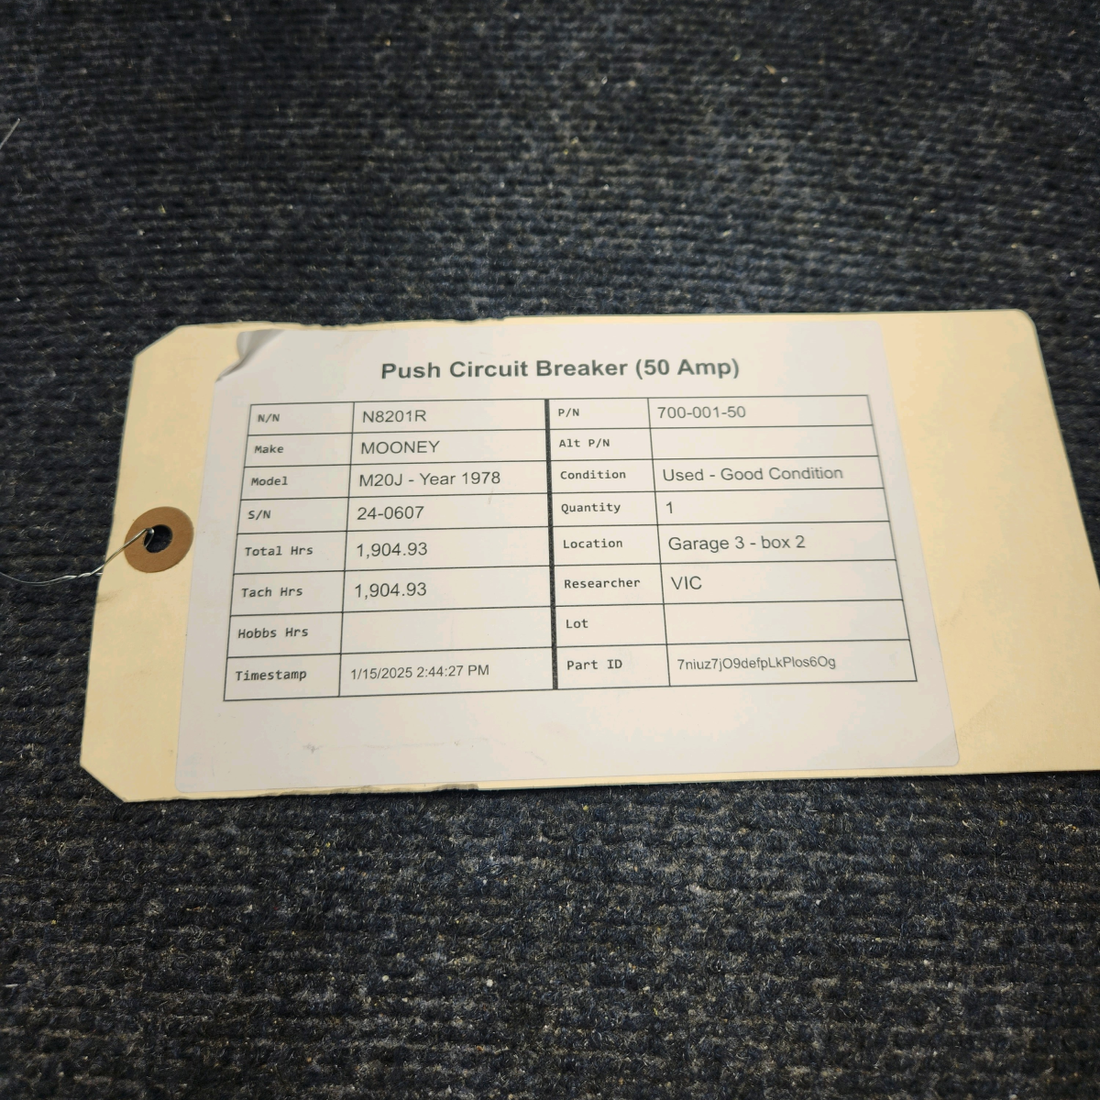 Push Circuit Breaker (50 Amp)
N/N N8201R P/N 700-001-50
Make MOONEY Alt P/N
Model M20J - Year 1978 Condition Used - Good Condition
S/N 24-0607 Quantity 1
Total Hrs 1,904.93 Location Garage 3 - box 2
Tach Hrs 1,904.93 Researcher VIC
Hobbs Hrs Lot
Timestamp 1/15/2025 2:44:27 PM Part ID 7niuz7jO9defpLkPlos6Og